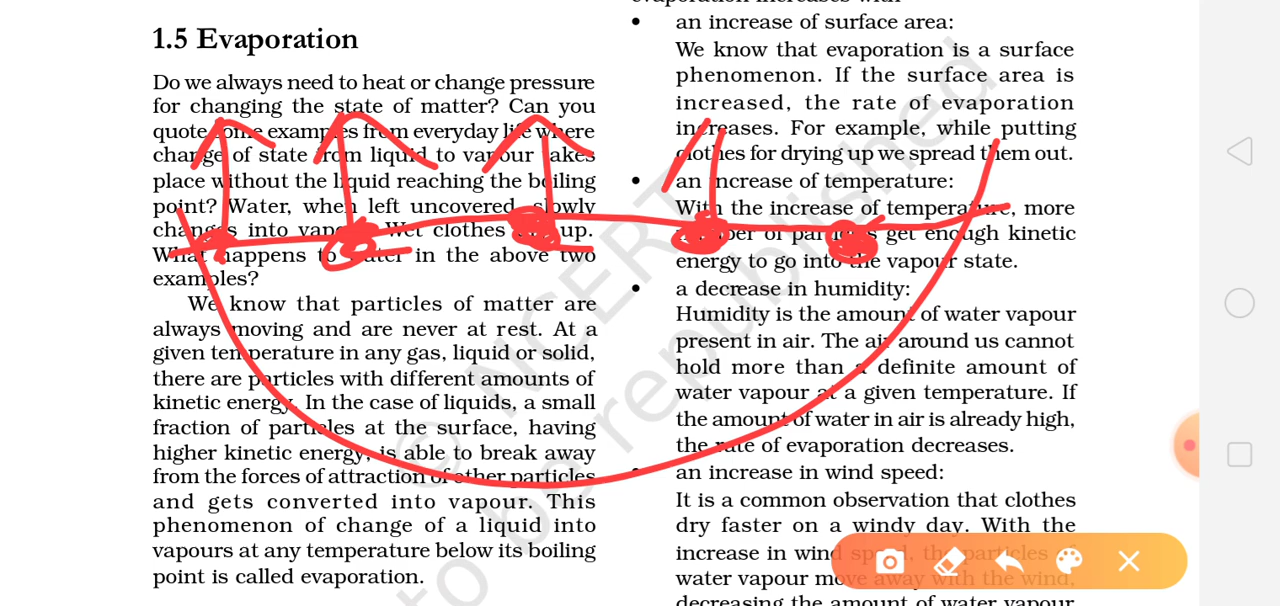 1.5 Evaporation
Do we always need to heat or change pressure
for changing the state of matter? Can you
quote some examples from everyday life where
change of state from liquid to vapour takes
place without the liquid reaching the boiling
point? Water, when left uncovered, slowly
changes into vapour. Wet clothes up.
What happens to water in the above two
examples?
We know that particles of matter are
always moving and are never at rest. At a
given temperature in any gas, liquid or solid,
there are particles with different amounts of
kinetic energy. In the case of liquids, a small
fraction of particles at the surface, having
higher kinetic energy, is able to break away
from the forces of attraction of other particles
and gets converted into vapour. This
phenomenon of change of a liquid into
vapours at any temperature below its boiling
point is called evaporation.
• an increase of surface area:
We know that evaporation is a surface
phenomenon. If the surface area is
increased, the rate of evaporation
increases. For example, while putting
clothes for drying up we spread them out.
• an increase of temperature:
With the increase of temperature, more
number of particles get enough kinetic
energy to go into the vapour state.
• a decrease in humidity:
Humidity is the amount of water vapour
present in air. The air around us cannot
hold more than a definite amount of
water vapour at a given temperature. If
the amount of water in air is already high,
the rate of evaporation decreases.
• an increase in wind speed:
It is a common observation that clothes
dry faster on a windy day. With the
increase in wind speed, the particles of
water vapour move away with the wind,
decreasing the amount of water vapour
© NCERT
to be republished